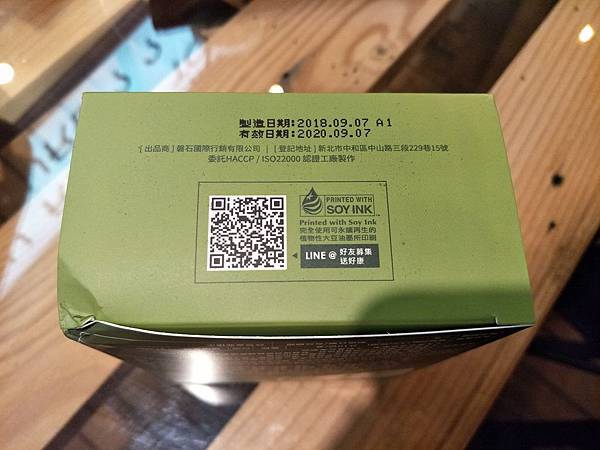 製造日期:2018.09.07 A1
有效日期:2020.09.07
[ 出品商 ] 磐石國際行銷有限公司 | [ 登記地址 ] 新北市中和區中山路三段229巷15號
委託HACCP / ISO22000 認證工廠製作
PRINTED WITH
SOY INK
Printed with Soy Ink
完全使用可永續再生的
植物性大豆油墨所印刷
LINE @ 好友募集
送好康